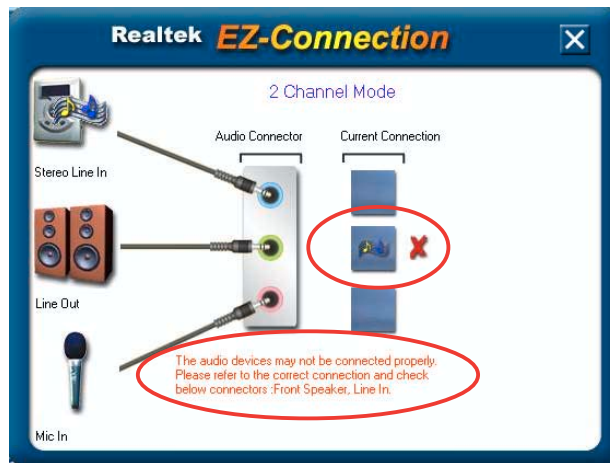 Realtek EZ-Connection
2 Channel Mode
Audio Connector
Current Connection
Stereo Line In
Line Out
Mic In
The audio devices may not be connected properly.
Please refer to the correct connection and check
below connectors :Front Speaker, Line In.